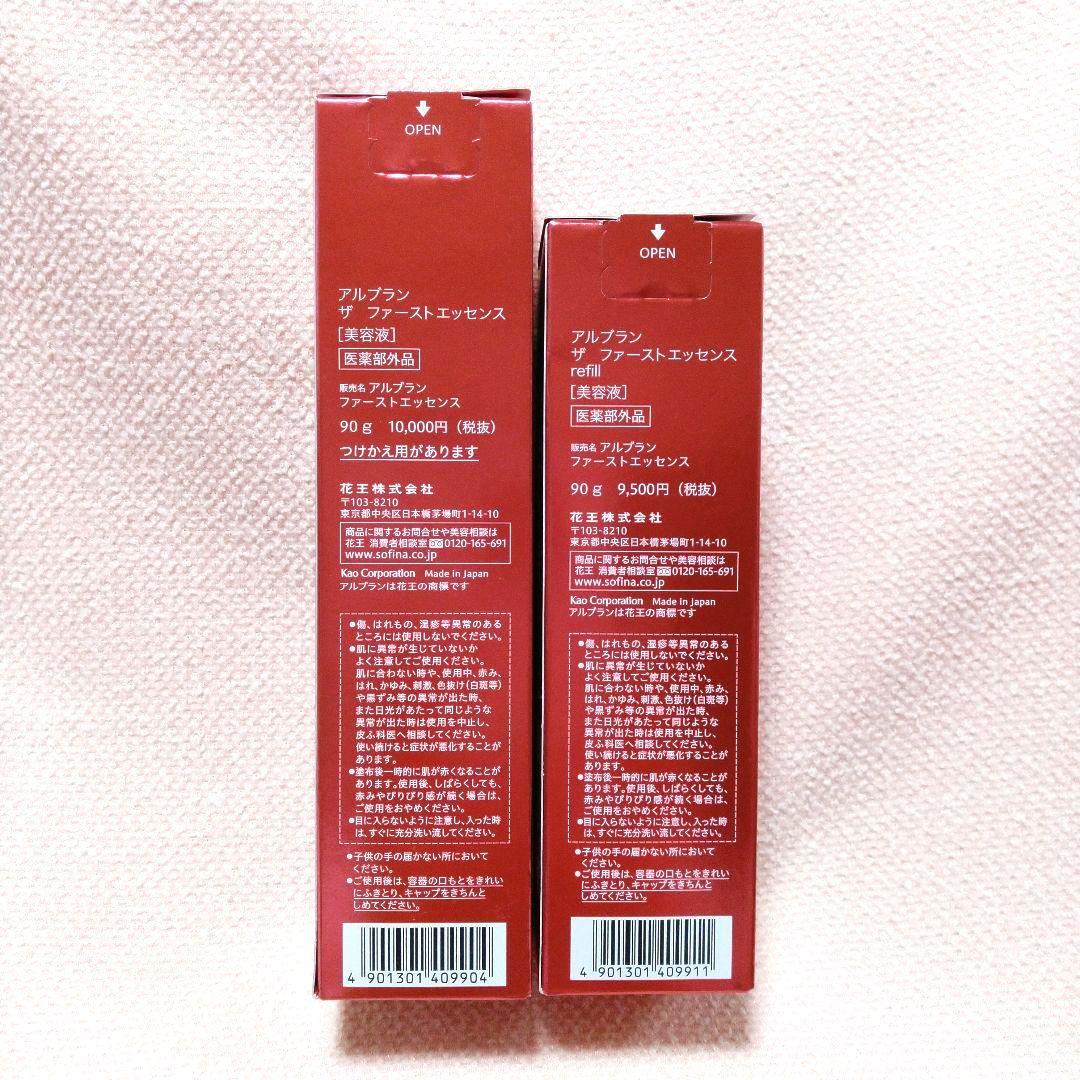 OPEN
アルブラン
ザ ファーストエッセンス
[美容液]
医薬部外品
販売名 アルブラン
ファーストエッセンス
90g 10,000円(税抜)
つけかえ用があります
花王株式会社
〒103-8210
東京都中央区日本橋茅場町1-14-10
商品に関するお問合せや美容相談は
花王 消費者相談室 0120-165-691
www.sofina.co.jp
Kao Corporation Made in Japan
アルブランは花王の商標です
●傷、はれもの、湿疹等異常のある
ところには使用しないでください。
●肌に異常が生じていないか
よく注意してご使用ください。
肌に合わない時や、使用中、赤み、
はれ、かゆみ、刺激、色抜け(白斑等)
や黒ずみ等の異常が出た時、
また日光があたって同じような
異常が出た時は使用を中止し、
皮ふ科医へ相談してください。
使い続けると症状が悪化することが
あります。
●塗布後一時的に肌が赤くなることが
あります。使用後、しばらくしても、
赤みやぴりぴり感が続く場合は、
ご使用をおやめください。
●目に入らないように注意し、入った時
は、すぐに充分洗い流してください。
●子供の手の届かない所において
ください。
●ご使用後は、容器の口もとをきれい
にふきとり、キャップをきちんと
しめてください。
4 901301 409904
OPEN
アルブラン
ザ ファーストエッセンス
refill
[美容液]
医薬部外品
販売名 アルブラン
ファーストエッセンス
90g 9,500円(税抜)
花王株式会社
〒103-8210
東京都中央区日本橋茅場町1-14-10
商品に関するお問合せや美容相談は
花王 消費者相談室 0120-165-691
www.sofina.co.jp
Kao Corporation Made in Japan
アルブランは花王の商標です
●傷、はれもの、湿疹等異常のある
ところには使用しないでください。
●肌に異常が生じていないか
よく注意してご使用ください。
肌に合わない時や、使用中、赤み、
はれ、かゆみ、刺激、色抜け(白斑等)
や黒ずみ等の異常が出た時、
また日光があたって同じような
異常が出た時は使用を中止し、
皮ふ科医へ相談してください。
使い続けると症状が悪化することが
あります。
●塗布後一時的に肌が赤くなることが
あります。使用後、しばらくしても、
赤みやぴりぴり感が続く場合は、
ご使用をおやめください。
●目に入らないように注意し、入った時
は、すぐに充分洗い流してください。
●子供の手の届かない所において
ください。
●ご使用後は、容器の口もとをきれい
にふきとり、キャップをきちんと
しめてください。
4 901301 409911